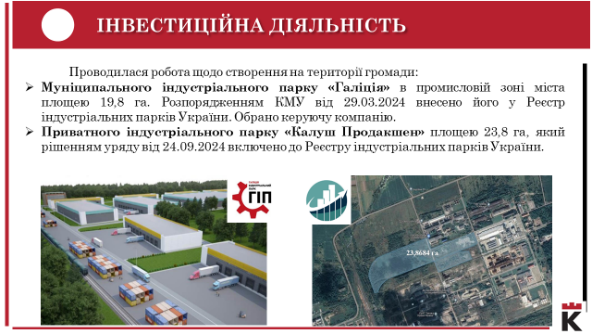 ІНВЕСТИЦІЙНА ДІЯЛЬНІСТЬ
Проводилася робота щодо створення на території громади:
➢ Муніципального індустріального парку «Галіція» в промисловій зоні міста
площею 19,8 га. Розпорядженням КМУ від 29.03.2024 внесено його у Реєстр
індустріальних парків України. Обрано керуючу компанію.
➢ Приватного індустріального парку «Калуш Продакшен» площею 23,8 га, який
рішенням уряду від 24.09.2024 включено до Реєстру індустріальних парків України.
ГІП
23,8684 га
К